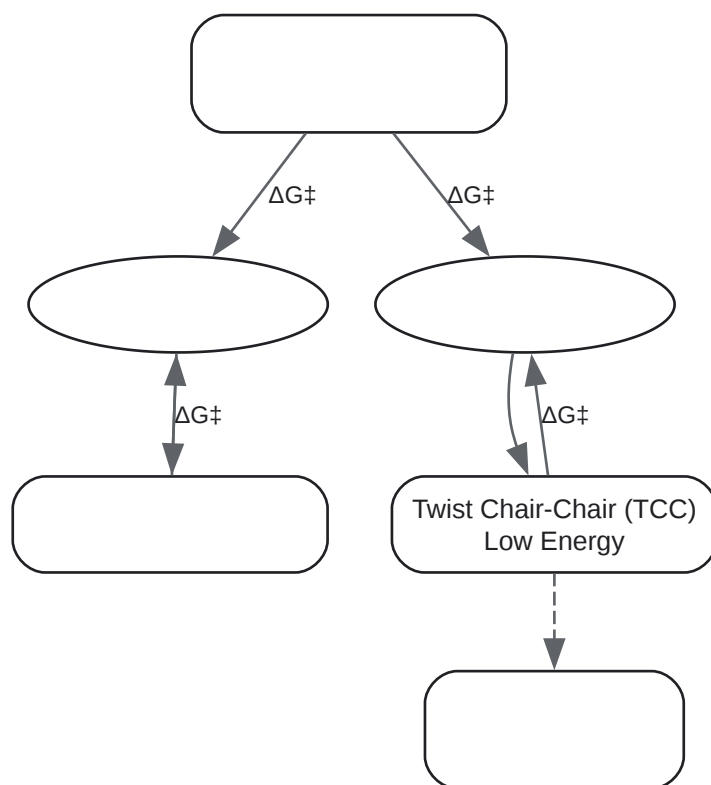 ΔG‡
ΔG‡
ΔG‡
ΔG‡
Twist Chair-Chair (TCC)
Low Energy